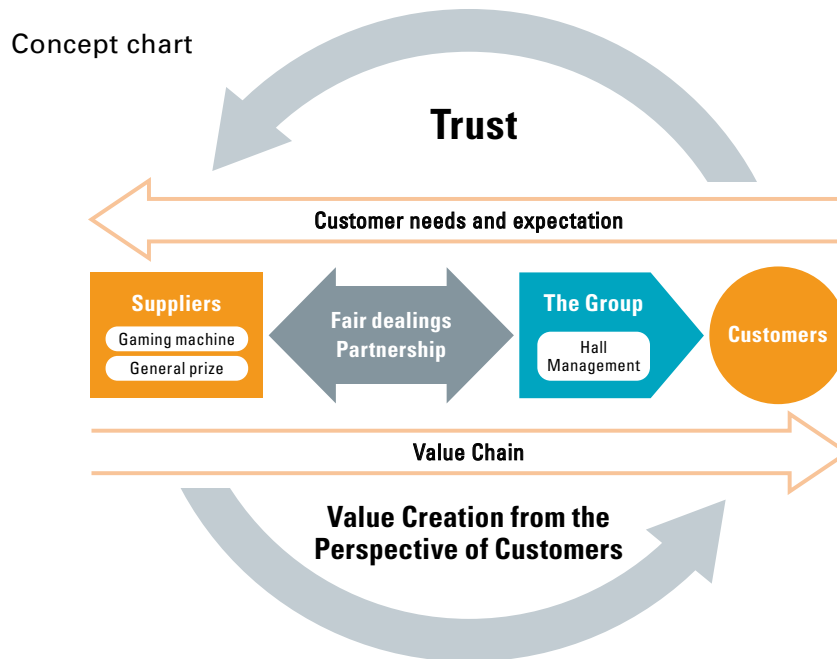 Concept chart
Trust
Customer needs and expectation
Suppliers
Gaming machine
General prize
Fair dealings
Partnership
The Group
Hall
Management
Customers
Value Chain
Value Creation from the
Perspective of Customers